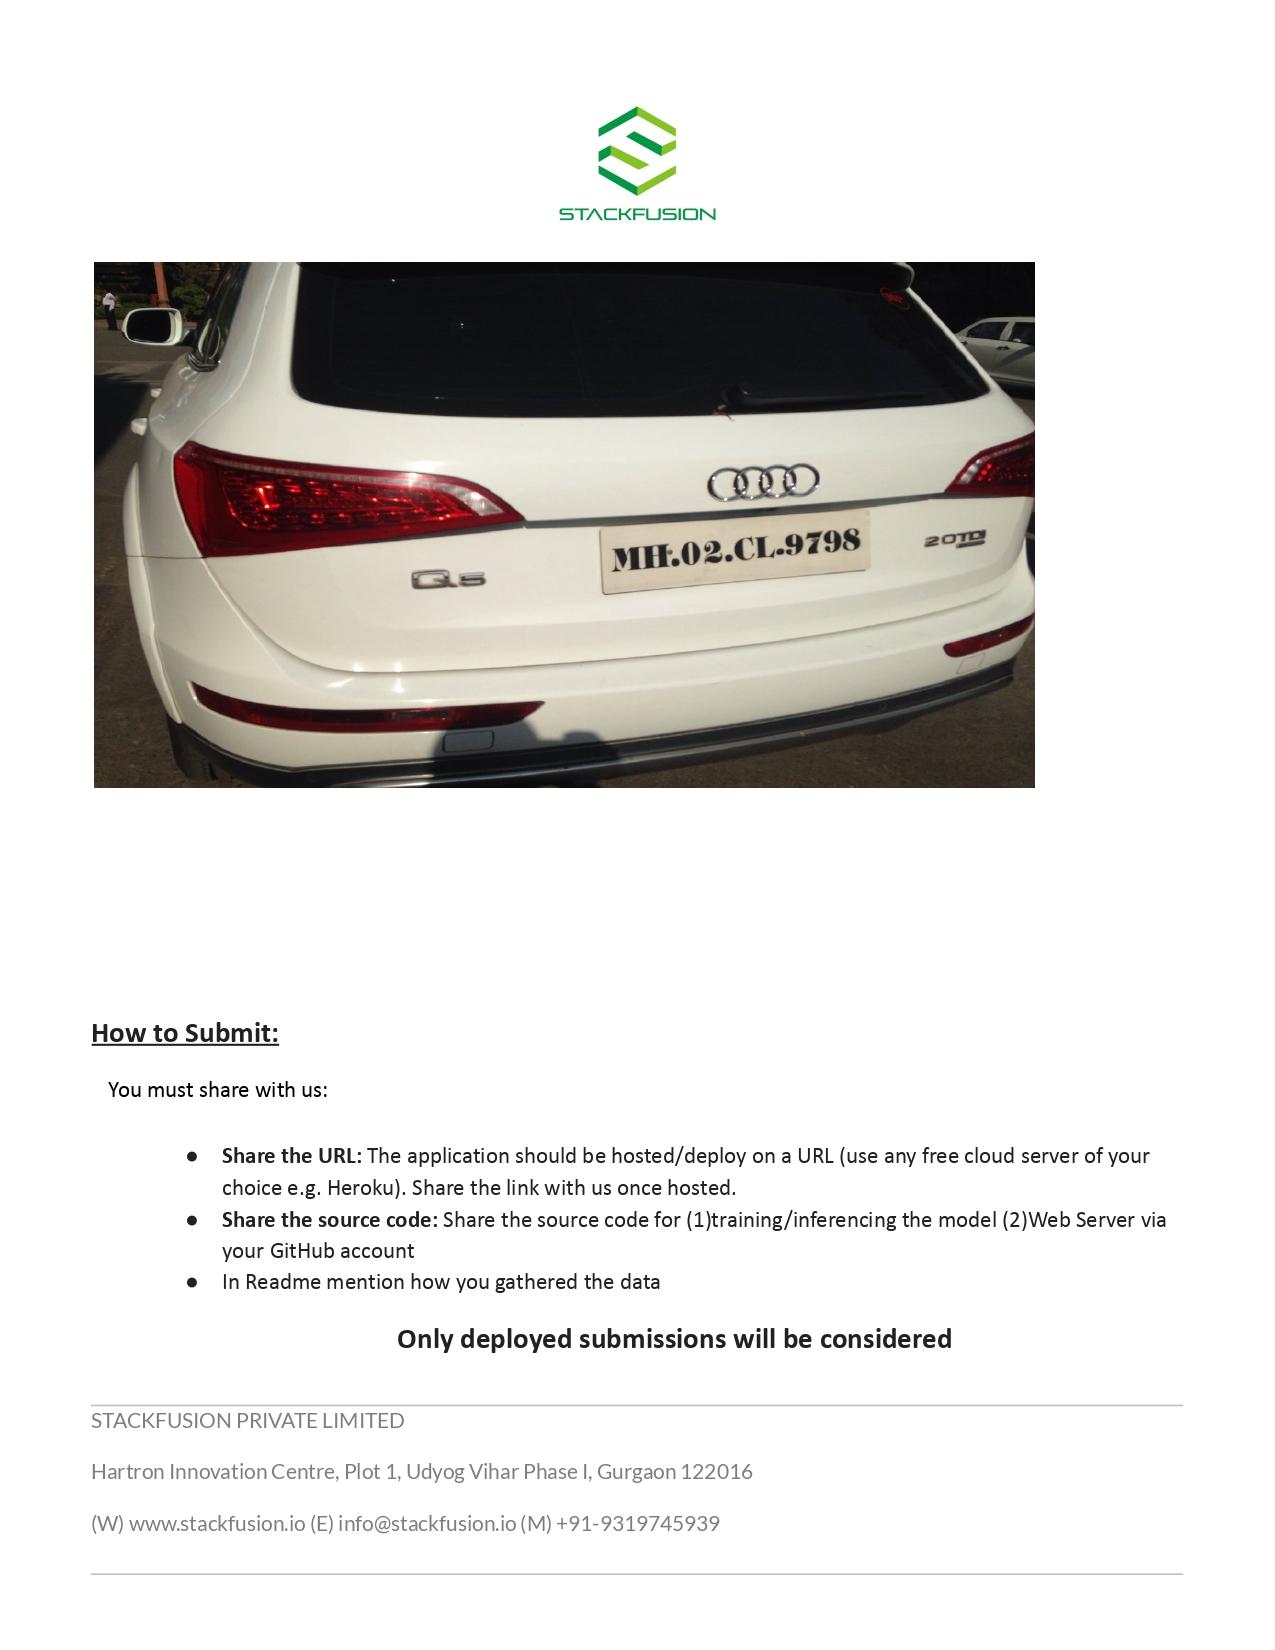 STACKFUSION
MH.02.CL.9798
Q5
2.0TDI
How to Submit:
You must share with us:
● Share the URL: The application should be hosted/deploy on a URL (use any free cloud server of your
choice e.g. Heroku). Share the link with us once hosted.
● Share the source code: Share the source code for (1)training/inferencing the model (2)Web Server via
your GitHub account
● In Readme mention how you gathered the data
Only deployed submissions will be considered
STACKFUSION PRIVATE LIMITED
Hartron Innovation Centre, Plot 1, Udyog Vihar Phase I, Gurgaon 122016
(W) www.stackfusion.io (E) info@stackfusion.io (M) +91-9319745939